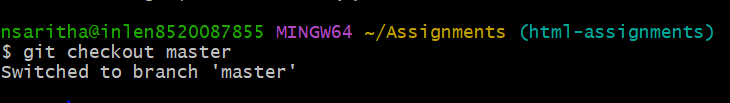 nsaritha@inlen8520087855 MINGW64 ~/Assignments (html-assignments)
$ git checkout master
Switched to branch 'master'